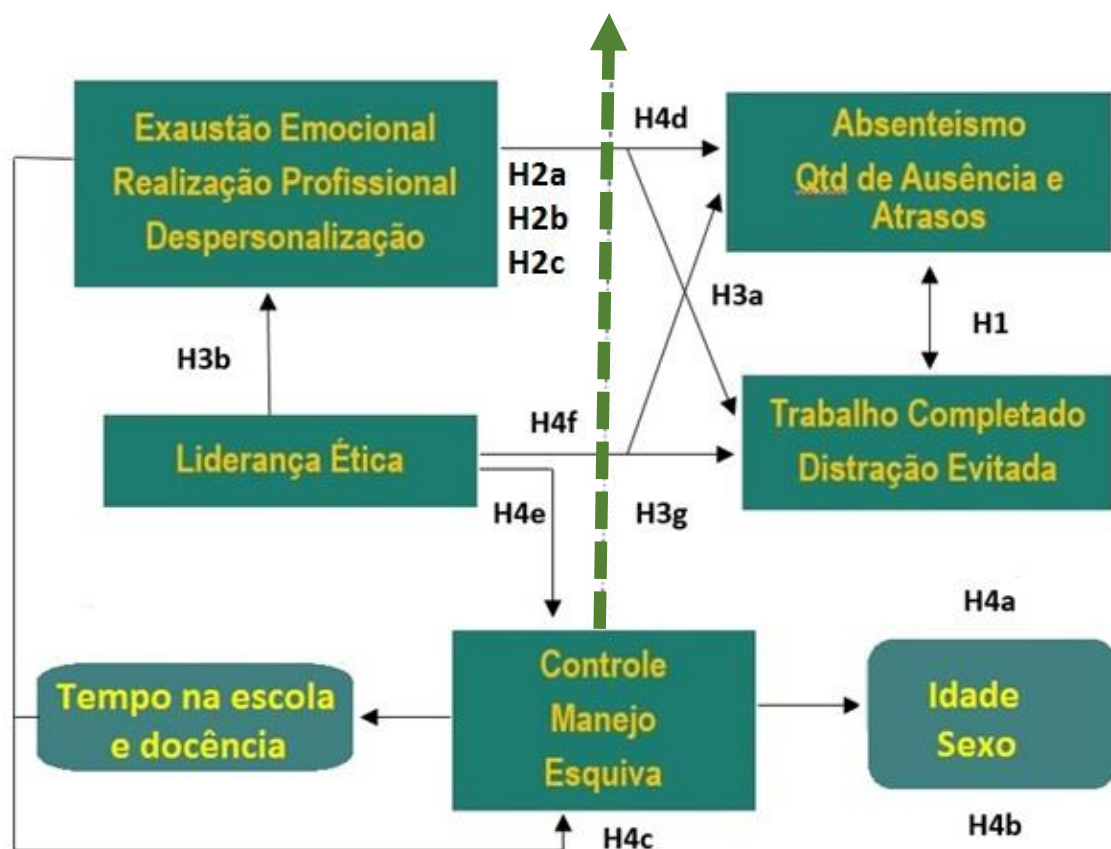 Exaustão Emocional
Realização Profissional
Despersonalização
H4d
H2a
H2b
H2c
Absenteísmo
Qtd de Ausência e
Atrasos
H3a
H1
H3b
Liderança Ética
H4f
H4e
H3g
Trabalho Completado
Distração Evitada
H4a
Tempo na escola
e docência
Controle
Manejo
Esquiva
Idade
Sexo
H4c
H4b